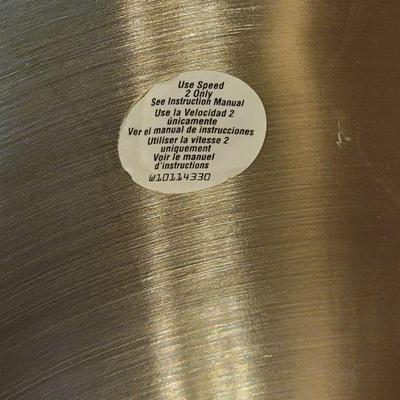 Use Speed
2 Only
See Instruction Manual
Use la Velocidad 2
únicamente
Ver el manual de instrucciones
Utiliser la vitesse 2
uniquement
Voir le manuel
d'instructions
W10114330